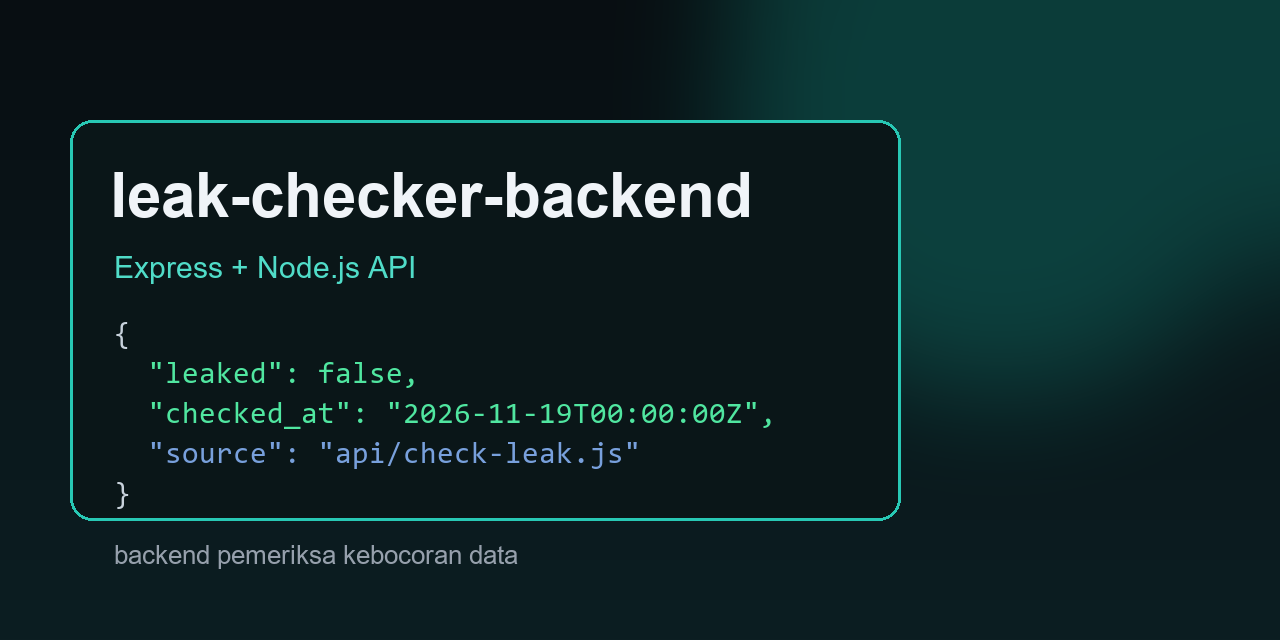 leak-checker-backend
Express + Node.js API
{
  "leaked": false,
  "checked_at": "2026-11-19T00:00:00Z",
  "source": "api/check-leak.js"
}
backend pemeriksa kebocoran data